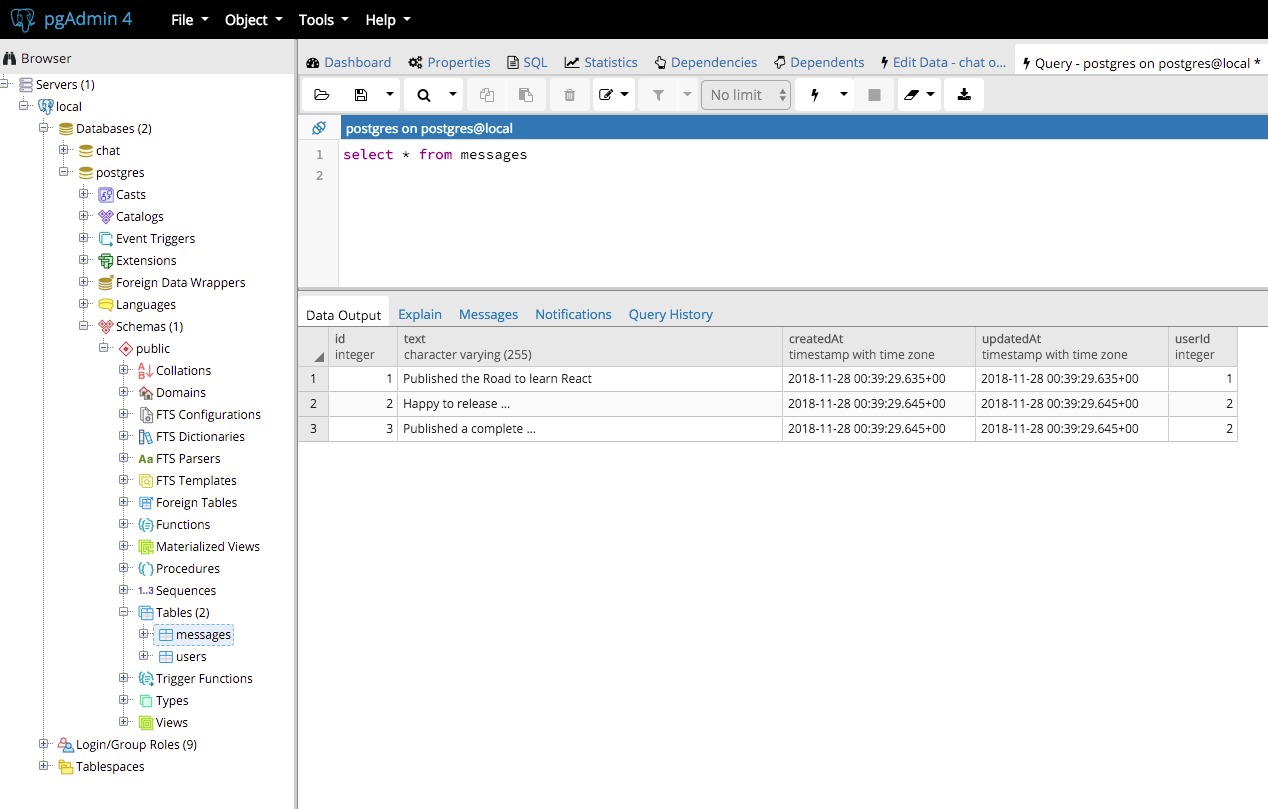 pgAdmin 4 File Object Tools Help
Browser
Servers (1)
local
Databases (2)
chat
postgres
Casts
Catalogs
Event Triggers
Extensions
Foreign Data Wrappers
Languages
Schemas (1)
public
Collations
Domains
FTS Configurations
FTS Dictionaries
Aa FTS Parsers
FTS Templates
Foreign Tables
Functions
Materialized Views
Procedures
1..3 Sequences
Tables (2)
messages
users
Trigger Functions
Types
Views
Login/Group Roles (9)
Tablespaces
Dashboard Properties SQL Statistics Dependencies Dependents Edit Data - chat o... Query - postgres on postgres@local *
No limit
postgres on postgres@local
1 select * from messages
2
Data Output Explain Messages Notifications Query History
id text createdAt updatedAt userId
integer character varying (255) timestamp with time zone timestamp with time zone integer
1 1 Published the Road to learn React 2018-11-28 00:39:29.635+00 2018-11-28 00:39:29.635+00 1
2 2 Happy to release ... 2018-11-28 00:39:29.645+00 2018-11-28 00:39:29.645+00 2
3 3 Published a complete ... 2018-11-28 00:39:29.645+00 2018-11-28 00:39:29.645+00 2